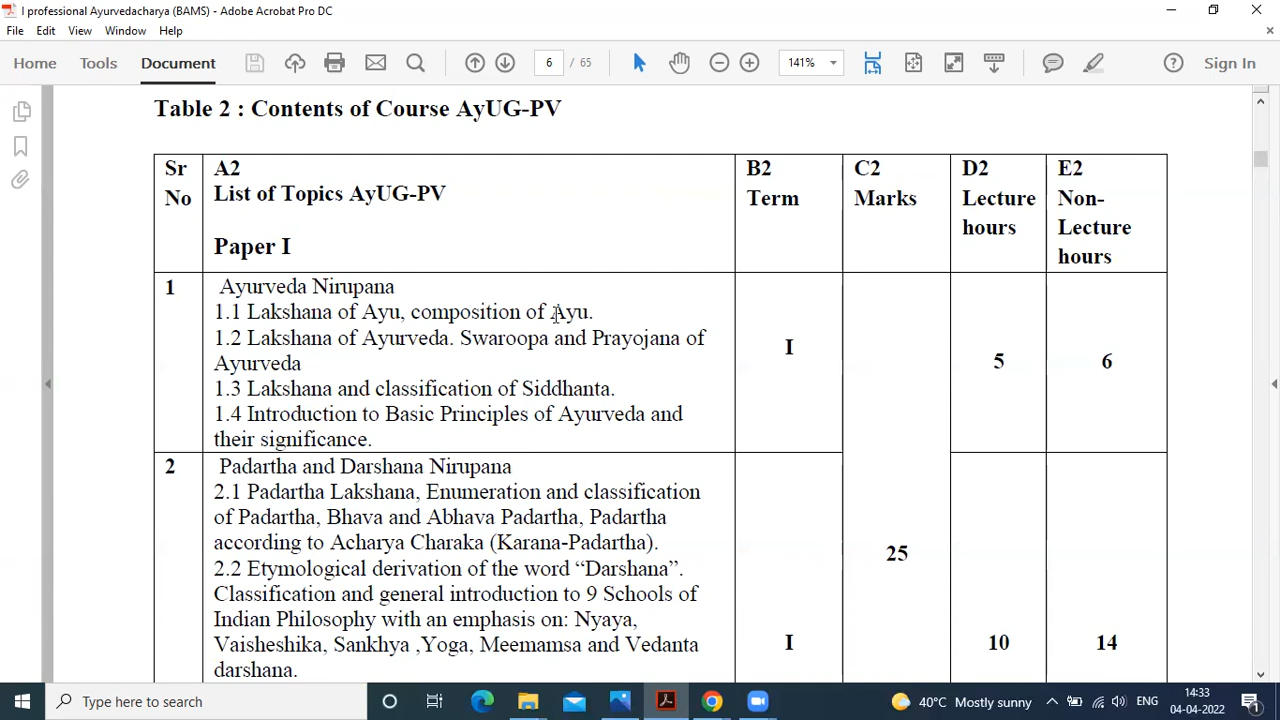 I professional Ayurvedacharya (BAMS) - Adobe Acrobat Pro DC
File Edit View Window Help
Home Tools Document 6 / 65 141% Sign In
Table 2 : Contents of Course AyUG-PV
Sr No
A2
List of Topics AyUG-PV
Paper I
B2
Term
C2
Marks
D2
Lecture
hours
E2
Non-
Lecture
hours
1
Ayurveda Nirupana
1.1 Lakshana of Ayu, composition of Ayu.
1.2 Lakshana of Ayurveda. Swaroopa and Prayojana of
Ayurveda
1.3 Lakshana and classification of Siddhanta.
1.4 Introduction to Basic Principles of Ayurveda and
their significance.
I
5
6
2
Padartha and Darshana Nirupana
2.1 Padartha Lakshana, Enumeration and classification
of Padartha, Bhava and Abhava Padartha, Padartha
according to Acharya Charaka (Karana-Padartha).
2.2 Etymological derivation of the word “Darshana”.
Classification and general introduction to 9 Schools of
Indian Philosophy with an emphasis on: Nyaya,
Vaisheshika, Sankhya ,Yoga, Meemamsa and Vedanta
darshana.
I
25
10
14
Type here to search
40°C Mostly sunny
ENG
14:33
04-04-2022
1